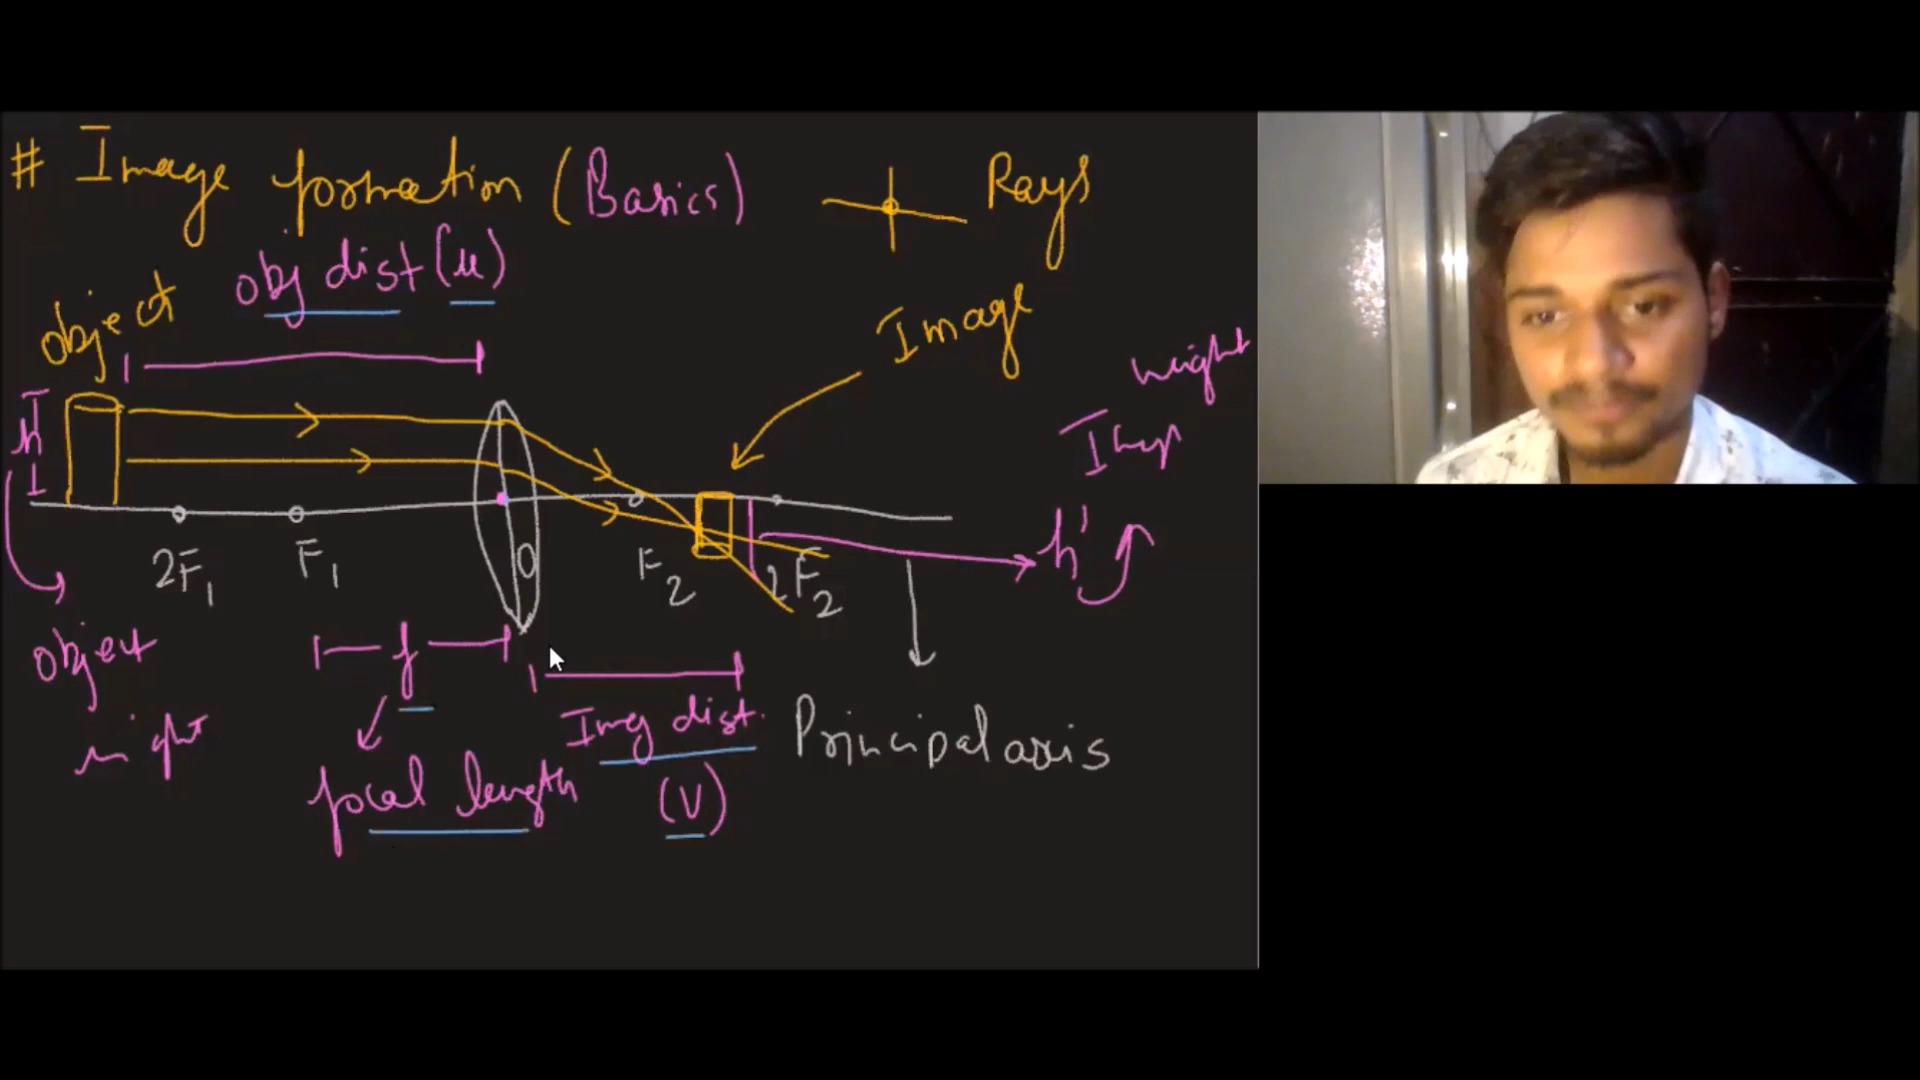 # Image formation (Basics)
Rays
obj dist (u)
object
Image
height
h
h'
2F1
F1
O
F2
2F2
object
f
Img dist.
(V)
Principal axis
focal length